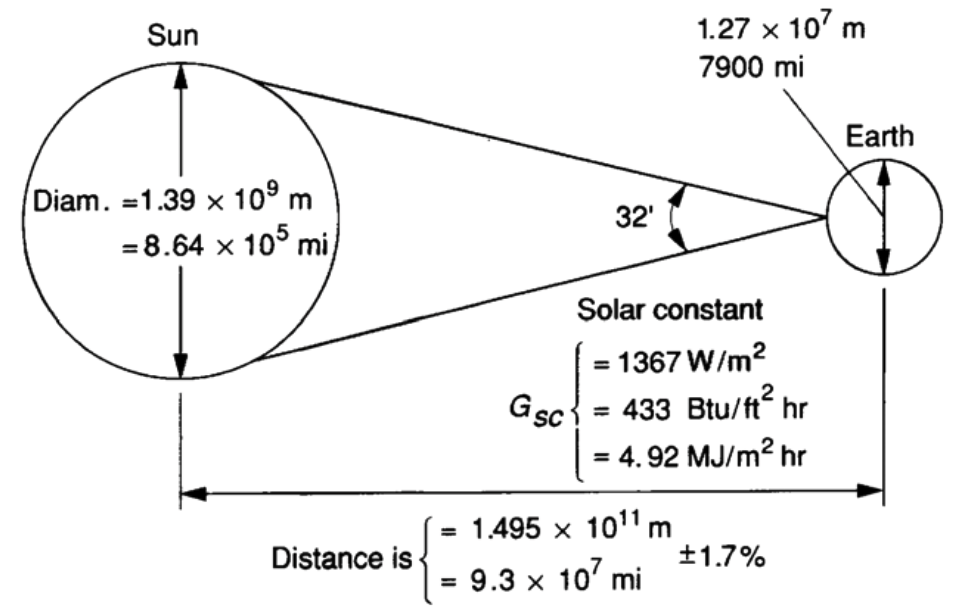 Sun
1.27 × 10⁷ m
7900 mi
Earth
Diam. = 1.39 × 10⁹ m
= 8.64 × 10⁵ mi
32'
Solar constant
G_SC
= 1367 W/m²
= 433 Btu/ft² hr
= 4.92 MJ/m² hr
Distance is
= 1.495 × 10¹¹ m
= 9.3 × 10⁷ mi
±1.7%